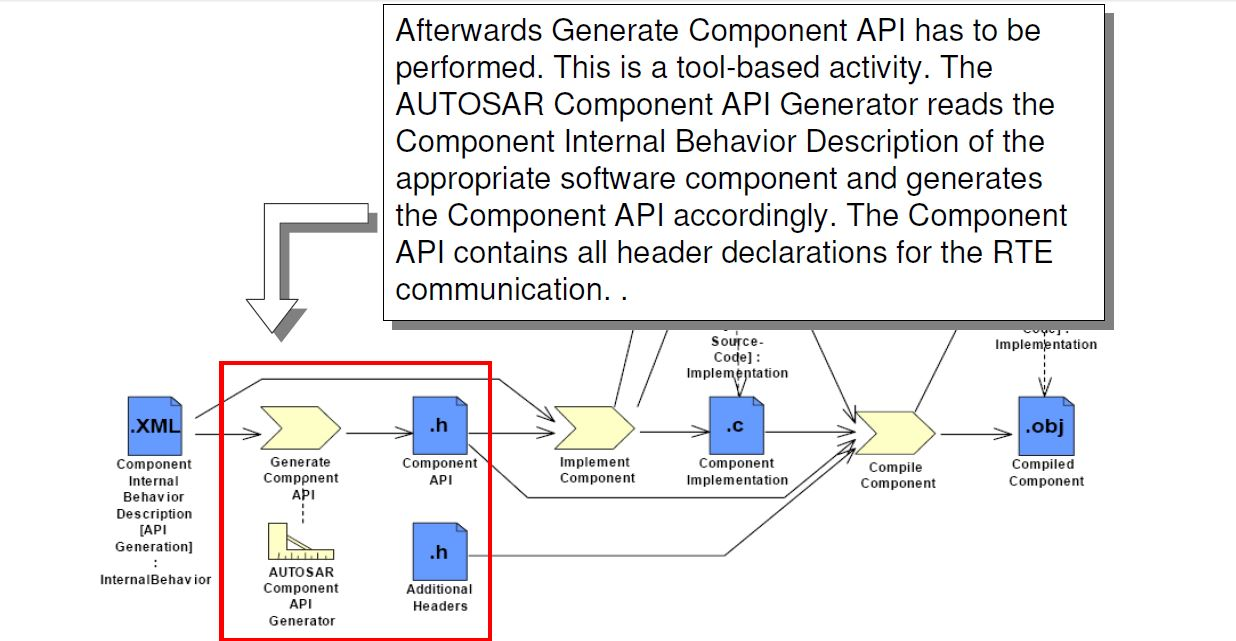 Afterwards Generate Component API has to be
performed. This is a tool-based activity. The
AUTOSAR Component API Generator reads the
Component Internal Behavior Description of the
appropriate software component and generates
the Component API accordingly. The Component
API contains all header declarations for the RTE
communication. .
Source-
Code] :
Implementation
Code] :
Implementation
.XML
.h
.c
.obj
Component
Internal
Behavior
Description
[API
Generation]
:
InternalBehavior
Generate
Component
API
Component
API
Implement
Component
Component
Implementation
Compile
Component
Compiled
Component
AUTOSAR
Component
API
Generator
.h
Additional
Headers